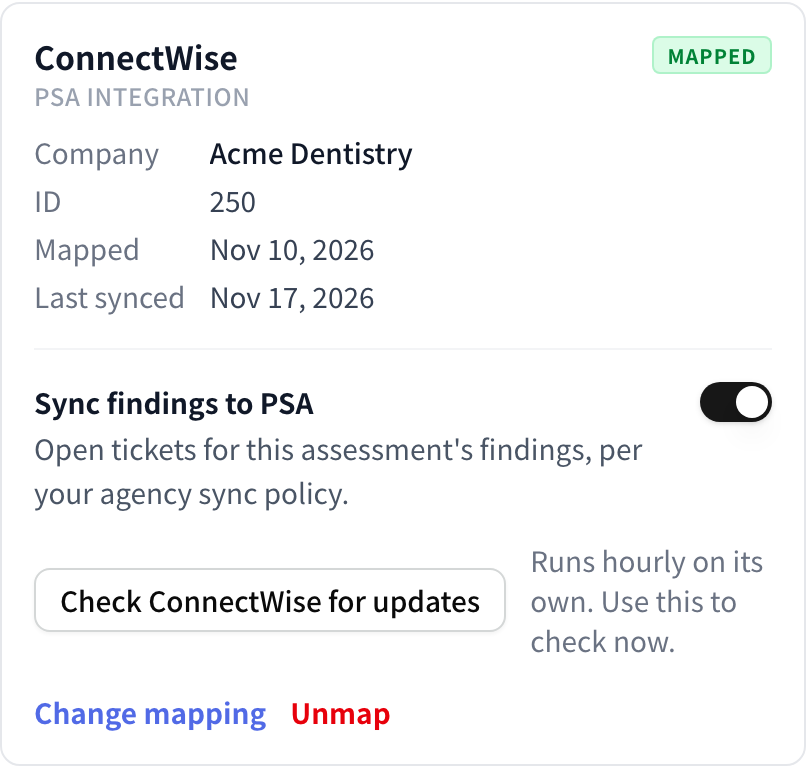 ConnectWise
MAPPED
PSA INTEGRATION
Company Acme Dentistry
ID 250
Mapped Nov 10, 2026
Last synced Nov 17, 2026
Sync findings to PSA
Open tickets for this assessment's findings, per
your agency sync policy.
Check ConnectWise for updates
Runs hourly on its
own. Use this to
check now.
Change mapping Unmap